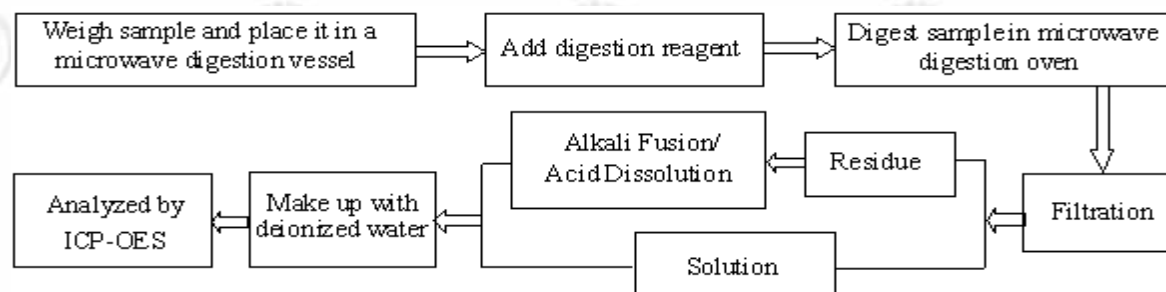 Weigh sample and place it in a
microwave digestion vessel
Add digestion reagent
Digest sample in microwave
digestion oven
Alkali Fusion/
Acid Dissolution
Residue
Filtration
Analyzed by
ICP-OES
Make up with
deionized water
Solution